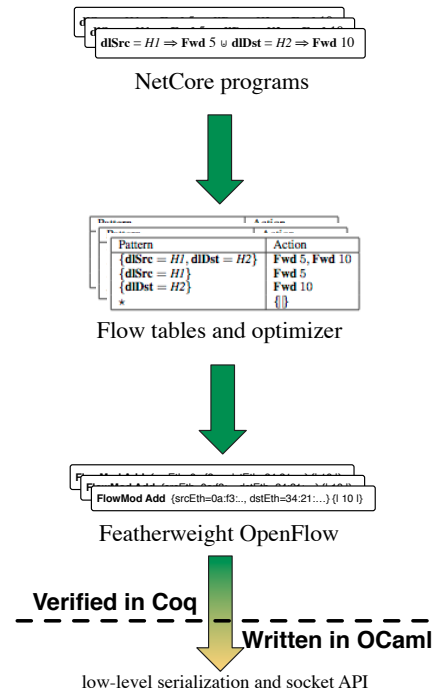 dlSrc = H1 ⇒ Fwd 5 ⊎ dlDst = H2 ⇒ Fwd 10
NetCore programs
Pattern Action
{dlSrc = H1, dlDst = H2} Fwd 5, Fwd 10
{dlSrc = H1} Fwd 5
{dlDst = H2} Fwd 10
⋆ {||}
Flow tables and optimizer
FlowMod Add {srcEth=0a:f3:.., dstEth=34:21:...} {| 10 |}
Featherweight OpenFlow
Verified in Coq
Written in OCaml
low-level serialization and socket API